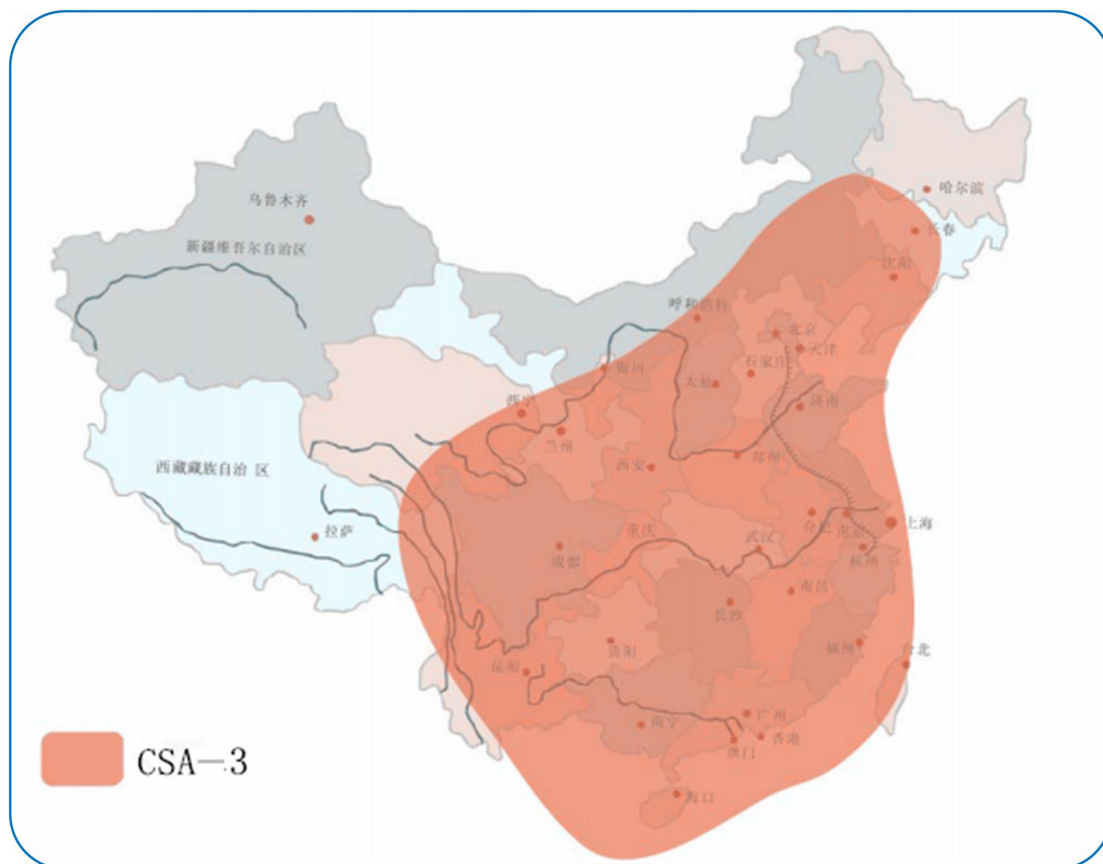 哈尔滨
乌鲁木齐
长春
新疆维吾尔自治区
沈阳
呼和浩特
北京
天津
石家庄
银川
太原
济南
西宁
兰州
郑州
西安
西藏藏族自治 区
拉萨
重庆
合肥
南京
上海
武汉
成都
杭州
南昌
长沙
贵阳
福州
台北
昆明
广州
南宁
香港
澳门
CSA—.3
海口